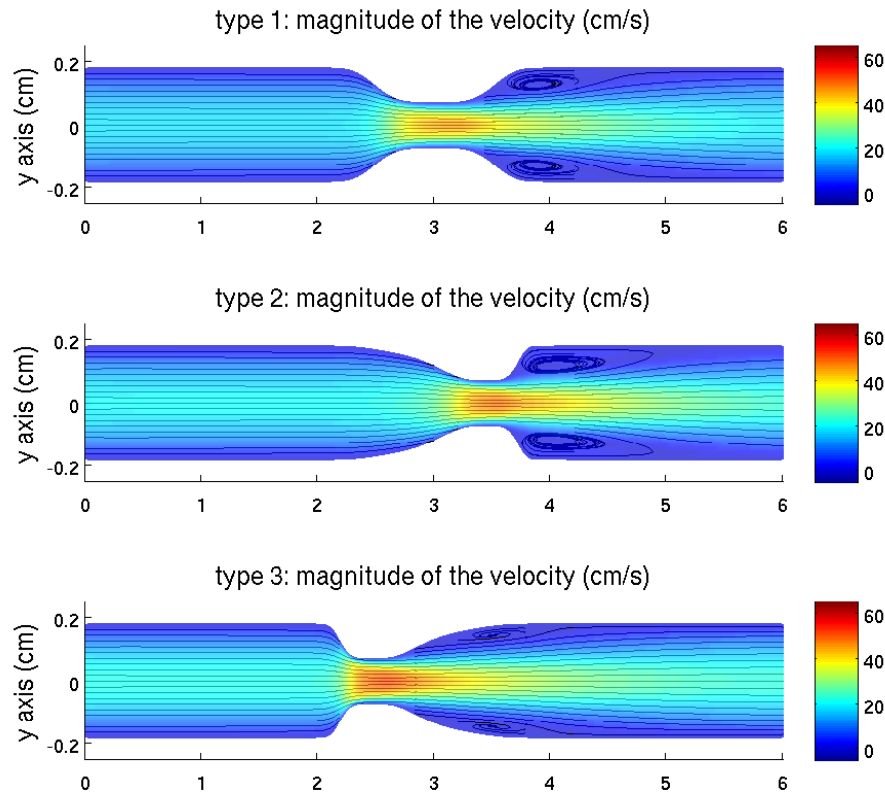 type 1: magnitude of the velocity (cm/s)
y axis (cm)
0.2
0
-0.2
0 1 2 3 4 5 6
60
40
20
0
type 2: magnitude of the velocity (cm/s)
y axis (cm)
0.2
0
-0.2
0 1 2 3 4 5 6
60
40
20
0
type 3: magnitude of the velocity (cm/s)
y axis (cm)
0.2
0
-0.2
0 1 2 3 4 5 6
60
40
20
0